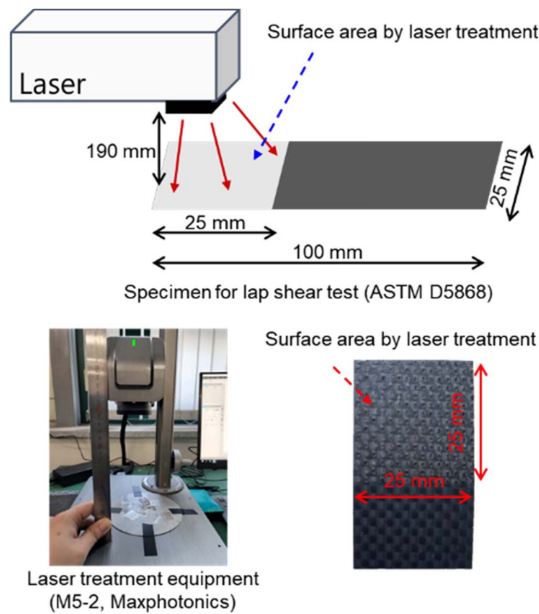 Surface area by laser treatment
Laser
190 mm
25 mm
25 mm
100 mm
Specimen for lap shear test (ASTM D5868)
Surface area by laser treatment
25 mm
25 mm
Laser treatment equipment
(M5-2, Maxphotonics)